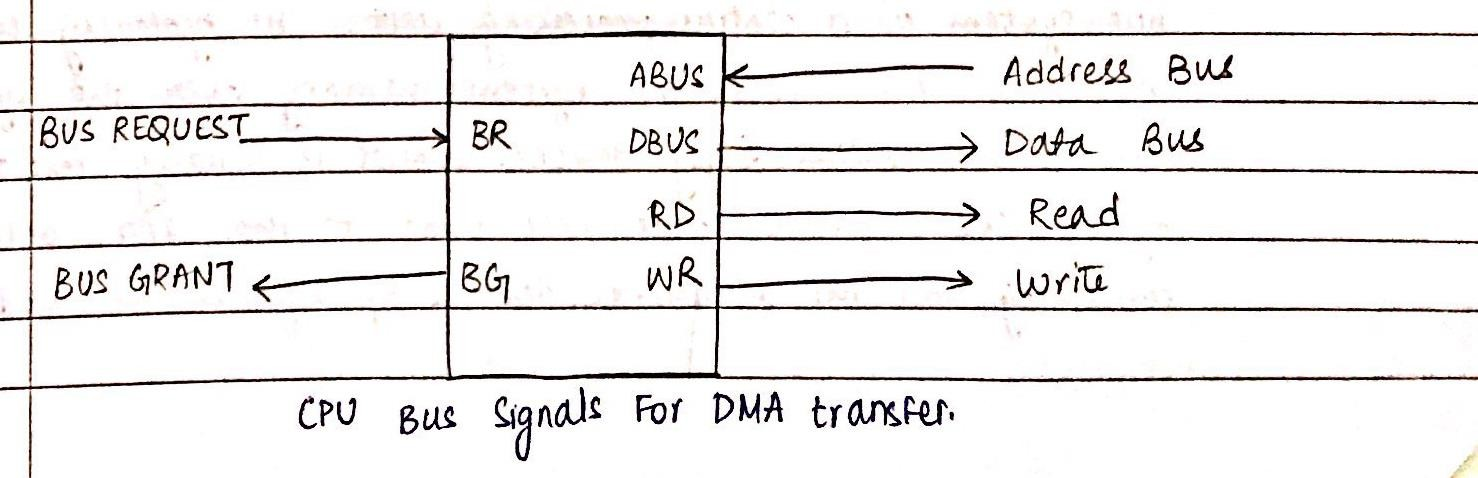 ABUS Address Bus
BUS REQUEST BR DBUS Data Bus
RD Read
BUS GRANT BG WR Write
CPU Bus Signals For DMA transfer.